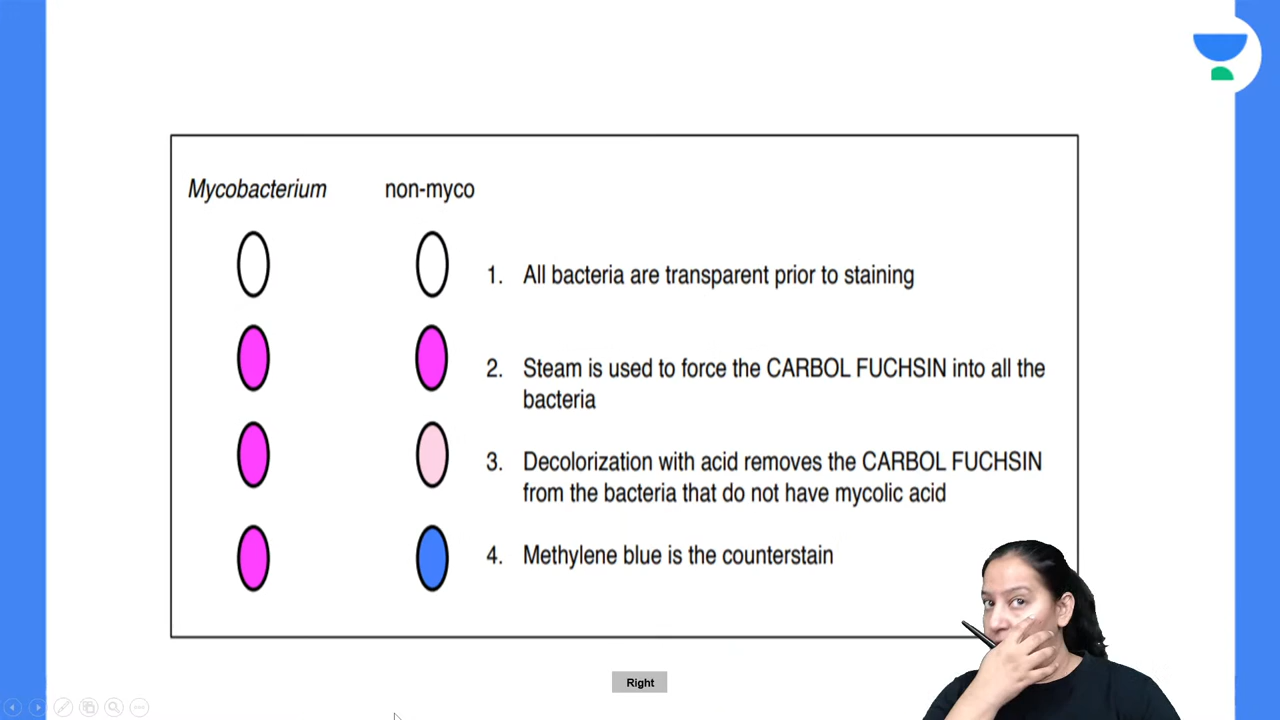 Mycobacterium non-myco
1. All bacteria are transparent prior to staining
2. Steam is used to force the CARBOL FUCHSIN into all the
bacteria
3. Decolorization with acid removes the CARBOL FUCHSIN
from the bacteria that do not have mycolic acid
4. Methylene blue is the counterstain
Right